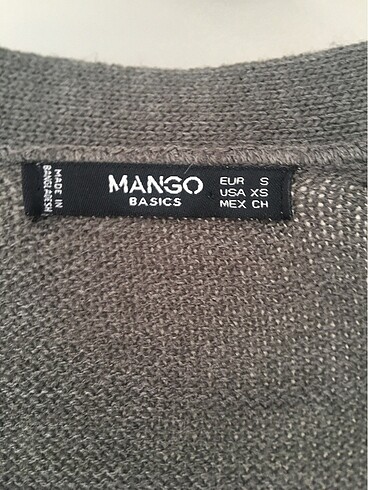 MADE IN
BANGLADESH
MANGO
BASICS
EUR S
USA XS
MEX CH